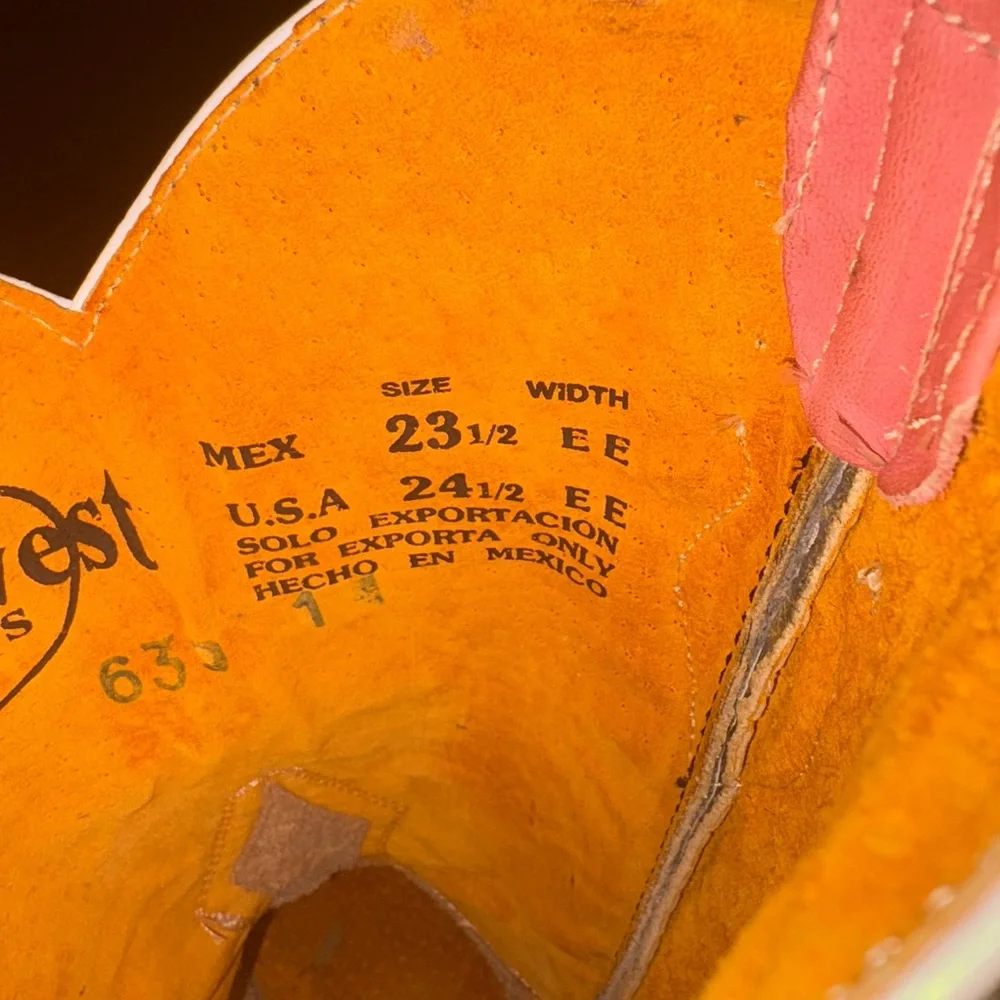 SIZE WIDTH
MEX 23 1/2 E E
U.S.A 24 1/2 E E
SOLO EXPORTACION
FOR EXPORTA ONLY
HECHO EN MEXICO